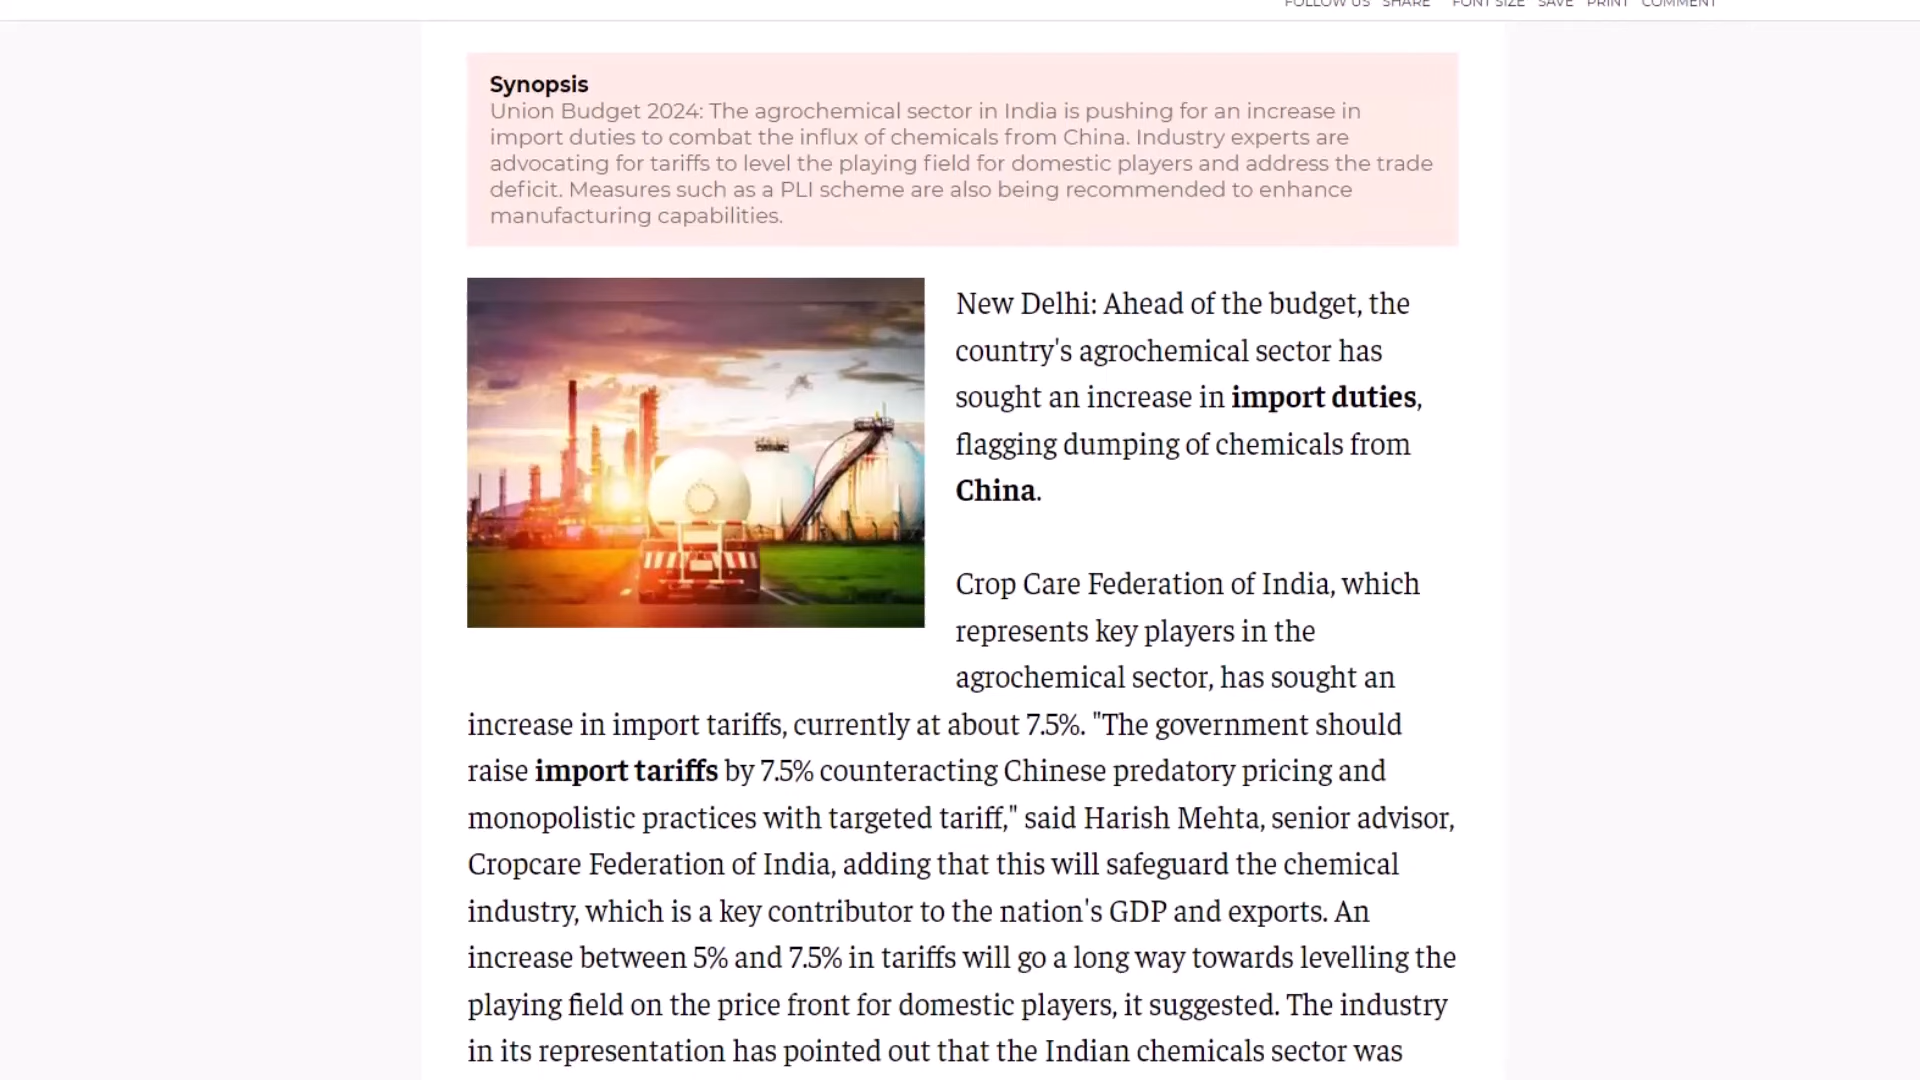 FOLLOW US SHARE FONT SIZE SAVE PRINT COMMENT
Synopsis
Union Budget 2024: The agrochemical sector in India is pushing for an increase in
import duties to combat the influx of chemicals from China. Industry experts are
advocating for tariffs to level the playing field for domestic players and address the trade
deficit. Measures such as a PLI scheme are also being recommended to enhance
manufacturing capabilities.
New Delhi: Ahead of the budget, the
country's agrochemical sector has
sought an increase in import duties,
flagging dumping of chemicals from
China.
Crop Care Federation of India, which
represents key players in the
agrochemical sector, has sought an
increase in import tariffs, currently at about 7.5%. "The government should
raise import tariffs by 7.5% counteracting Chinese predatory pricing and
monopolistic practices with targeted tariff," said Harish Mehta, senior advisor,
Cropcare Federation of India, adding that this will safeguard the chemical
industry, which is a key contributor to the nation's GDP and exports. An
increase between 5% and 7.5% in tariffs will go a long way towards levelling the
playing field on the price front for domestic players, it suggested. The industry
in its representation has pointed out that the Indian chemicals sector was